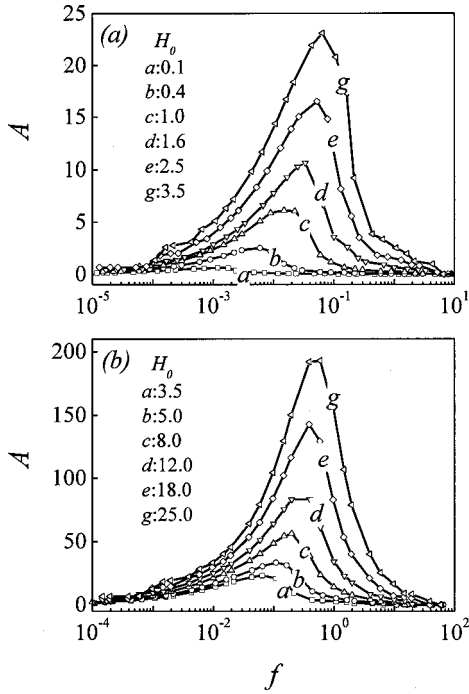 (a)
H₀
a:0.1
b:0.4
c:1.0
d:1.6
e:2.5
g:3.5
A
25
20
15
10
5
0
g
e
d
c
b
a
10⁻⁵ 10⁻³ 10⁻¹ 10¹
(b)
H₀
a:3.5
b:5.0
c:8.0
d:12.0
e:18.0
g:25.0
A
200
150
100
50
0
g
e
d
c
b
a
10⁻⁴ 10⁻² 10⁰ 10²
f